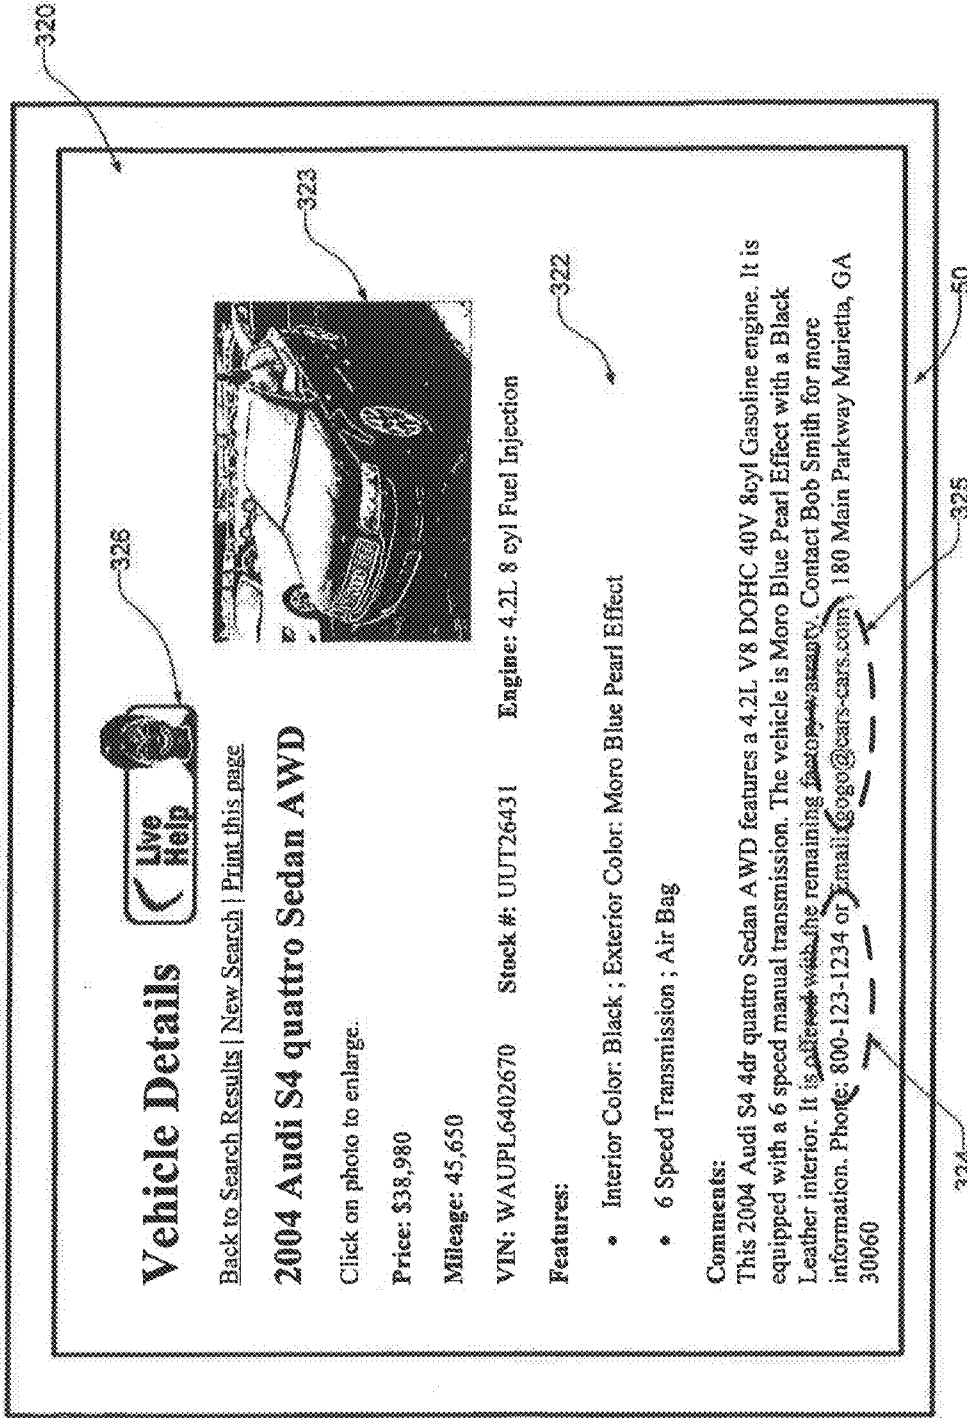 320
Vehicle Details
Live
Help
326
Back to Search Results | New Search | Print this page
2004 Audi S4 quattro Sedan AWD
323
Click on photo to enlarge.
Price: $38,980
Mileage: 45,650
VIN: WAUPL6402670 Stock #: UUT26431 Engine: 4.2L 8 cyl Fuel Injection
Features:
322
• Interior Color: Black ; Exterior Color: Moro Blue Pearl Effect
• 6 Speed Transmission ; Air Bag
Comments:
This 2004 Audi S4 4dr quattro Sedan AWD features a 4.2L V8 DOHC 40V 8cyl Gasoline engine. It is
equipped with a 6 speed manual transmission. The vehicle is Moro Blue Pearl Effect with a Black
Leather interior. It is offered with the remaining factory warranty. Contact Bob Smith for more
information. Phone: 800-123-1234 or Email: gogo@cars-cars.com 180 Main Parkway Marietta, GA
30060
50
325
334